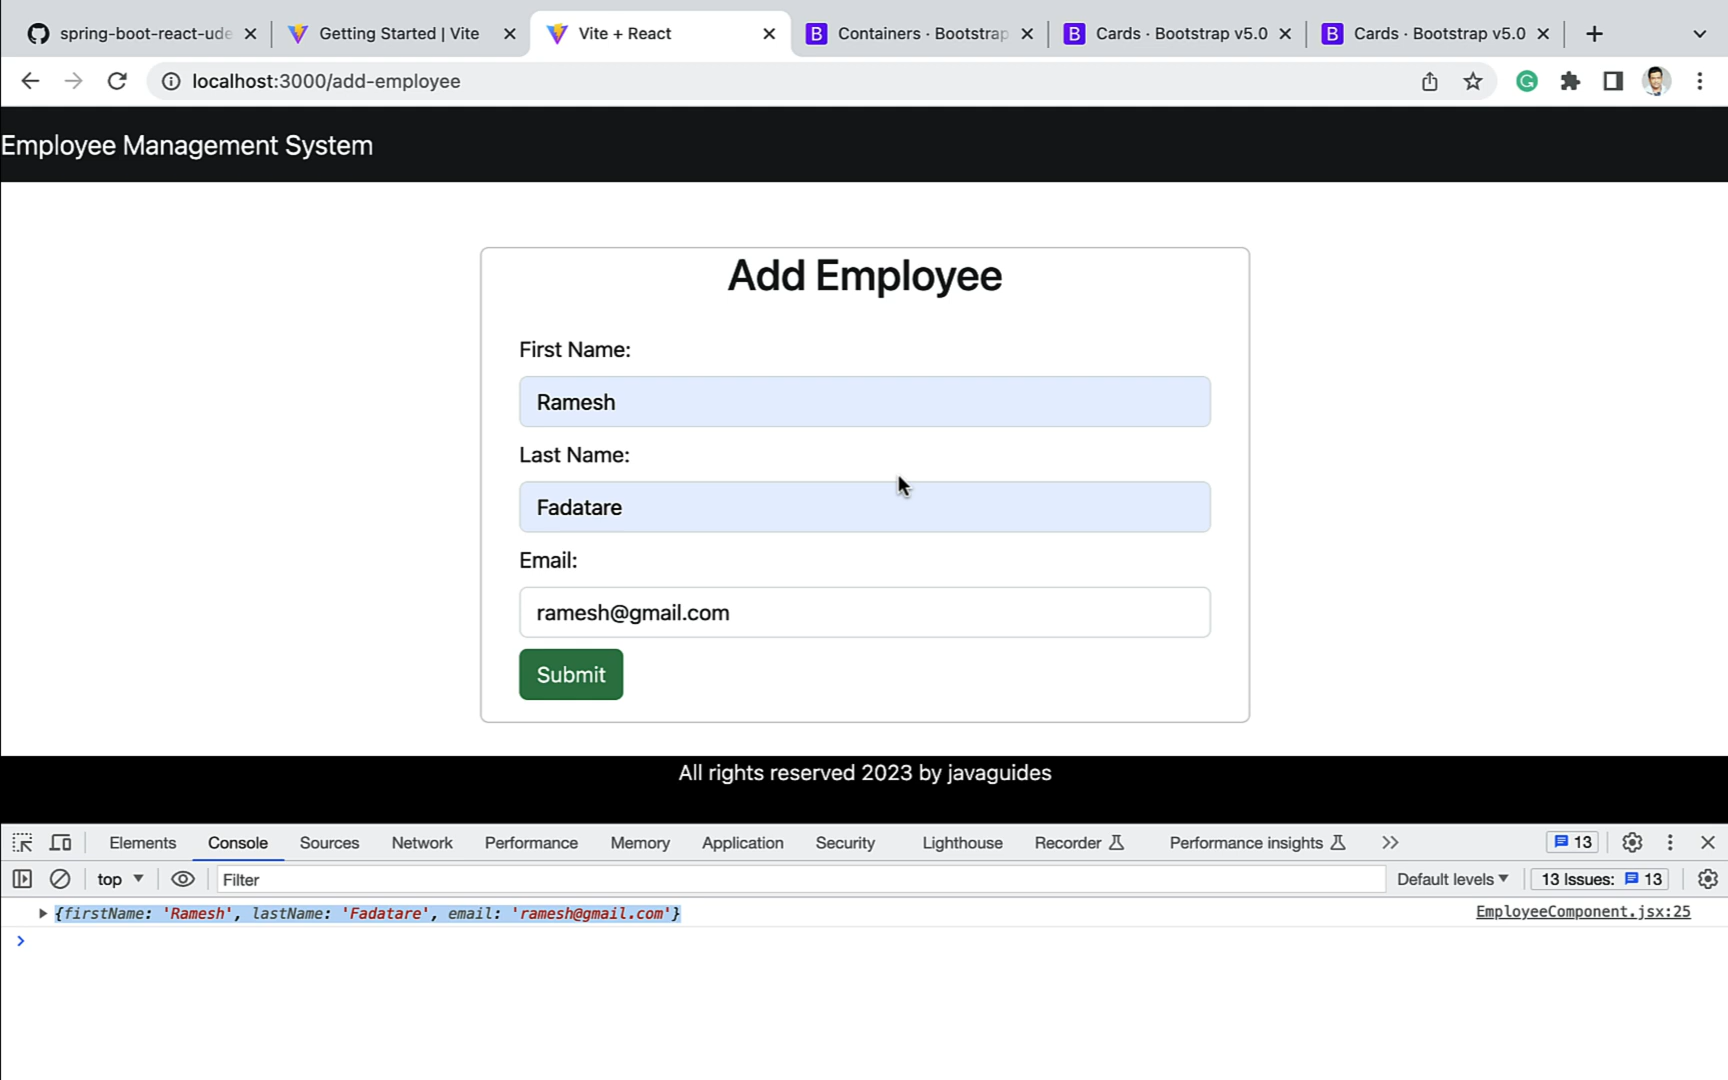 spring-boot-react-ude
Getting Started | Vite
Vite + React
Containers · Bootstrap
Cards · Bootstrap v5.0
Cards · Bootstrap v5.0
localhost:3000/add-employee
Employee Management System
Add Employee
First Name:
Ramesh
Last Name:
Fadatare
Email:
ramesh@gmail.com
Submit
All rights reserved 2023 by javaguides
Elements Console Sources Network Performance Memory Application Security Lighthouse Recorder Performance insights 13
top Filter Default levels 13 Issues: 13
{firstName: 'Ramesh', lastName: 'Fadatare', email: 'ramesh@gmail.com'} EmployeeComponent.jsx:25